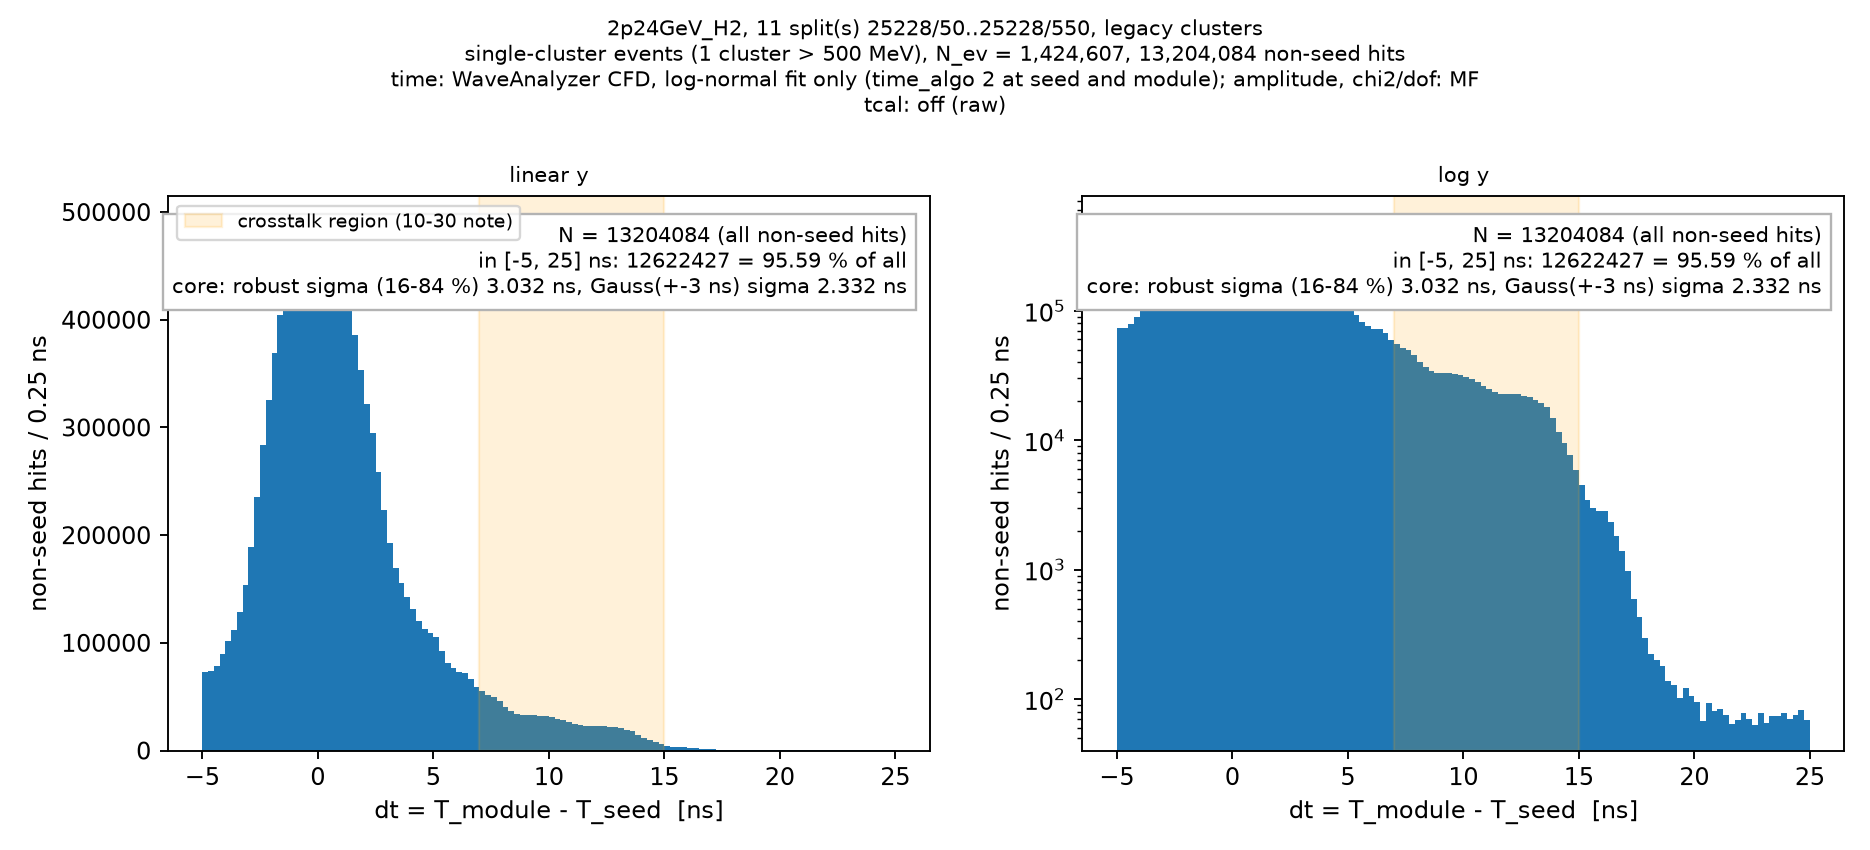 2p24GeV_H2, 11 split(s) 25228/50..25228/550, legacy clusters
single-cluster events (1 cluster > 500 MeV), N_ev = 1,424,607, 13,204,084 non-seed hits
time: WaveAnalyzer CFD, log-normal fit only (time_algo 2 at seed and module); amplitude, chi2/dof: MF
tcal: off (raw)
linear y
crosstalk region (10-30 note)
N = 13204084 (all non-seed hits)
in [-5, 25] ns: 12622427 = 95.59 % of all
core: robust sigma (16-84 %) 3.032 ns, Gauss(+-3 ns) sigma 2.332 ns
non-seed hits / 0.25 ns
500000
400000
300000
200000
100000
0
−5 0 5 10 15 20 25
dt = T_module - T_seed [ns]
log y
N = 13204084 (all non-seed hits)
in [-5, 25] ns: 12622427 = 95.59 % of all
core: robust sigma (16-84 %) 3.032 ns, Gauss(+-3 ns) sigma 2.332 ns
non-seed hits / 0.25 ns
10⁵
10⁴
10³
10²
−5 0 5 10 15 20 25
dt = T_module - T_seed [ns]